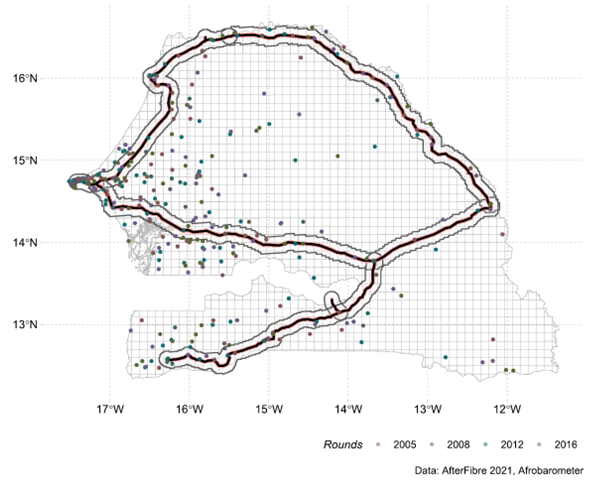 16°N
15°N
14°N
13°N
17°W 16°W 15°W 14°W 13°W 12°W
Rounds 2005 2008 2012 2016
Data: AfterFibre 2021, Afrobarometer